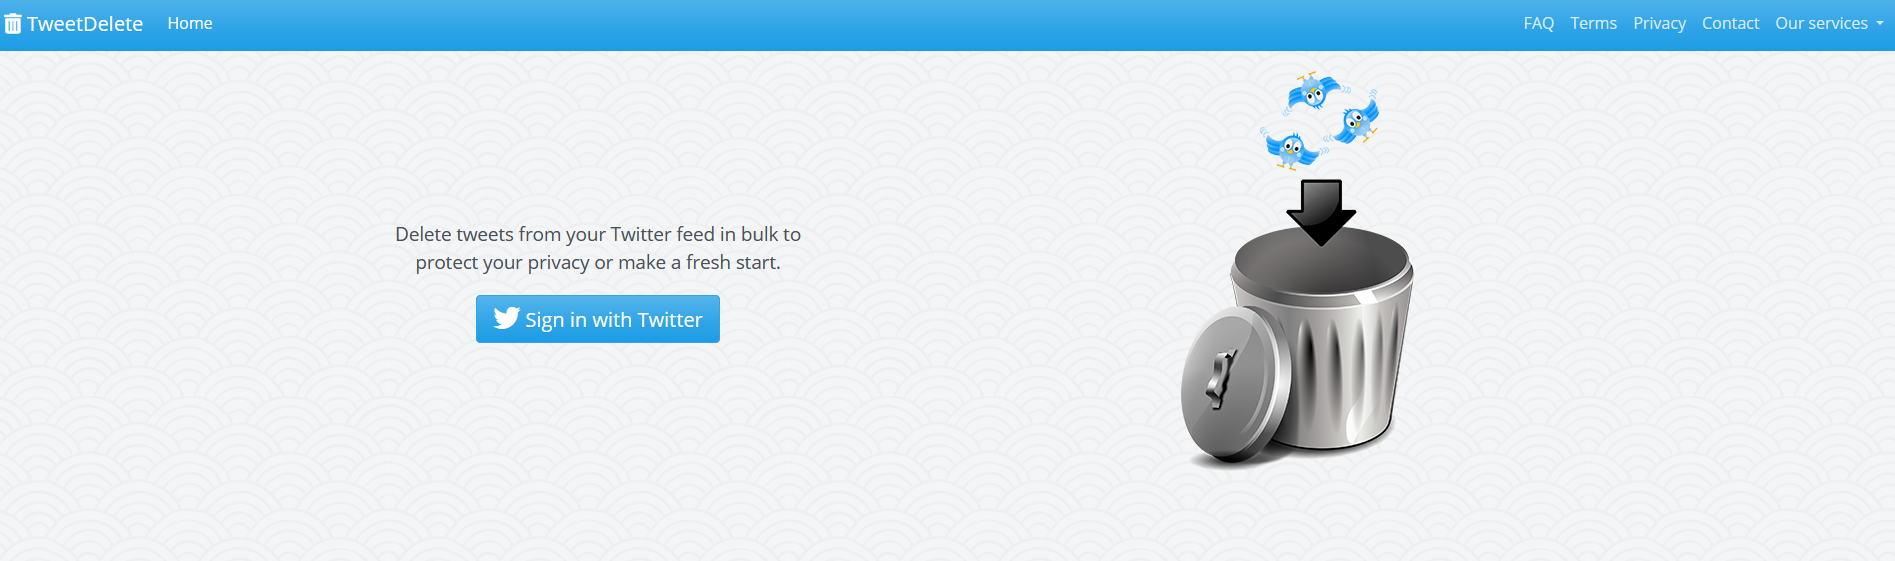 TweetDelete Home FAQ Terms Privacy Contact Our services
Delete tweets from your Twitter feed in bulk to
protect your privacy or make a fresh start.
Sign in with Twitter